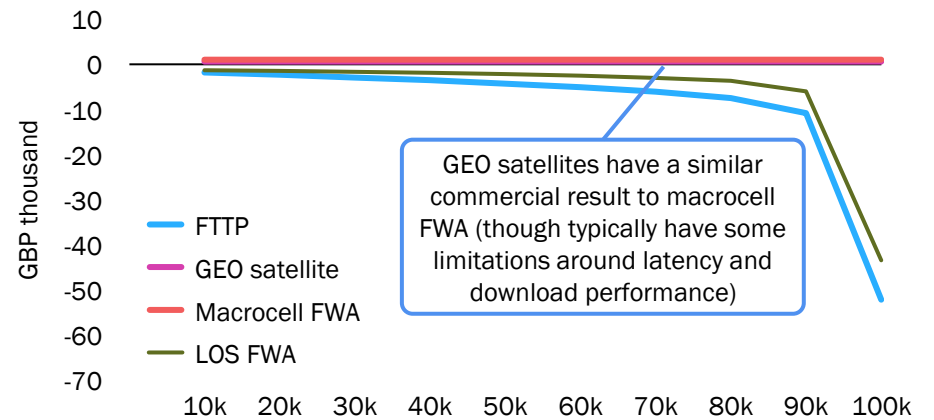 10
0
-10
-20
-30
-40
-50
-60
-70
GBP thousand
FTTP
GEO satellite
Macrocell FWA
LOS FWA
GEO satellites have a similar
commercial result to macrocell
FWA (though typically have some
limitations around latency and
download performance)
10k 20k 30k 40k 50k 60k 70k 80k 90k 100k